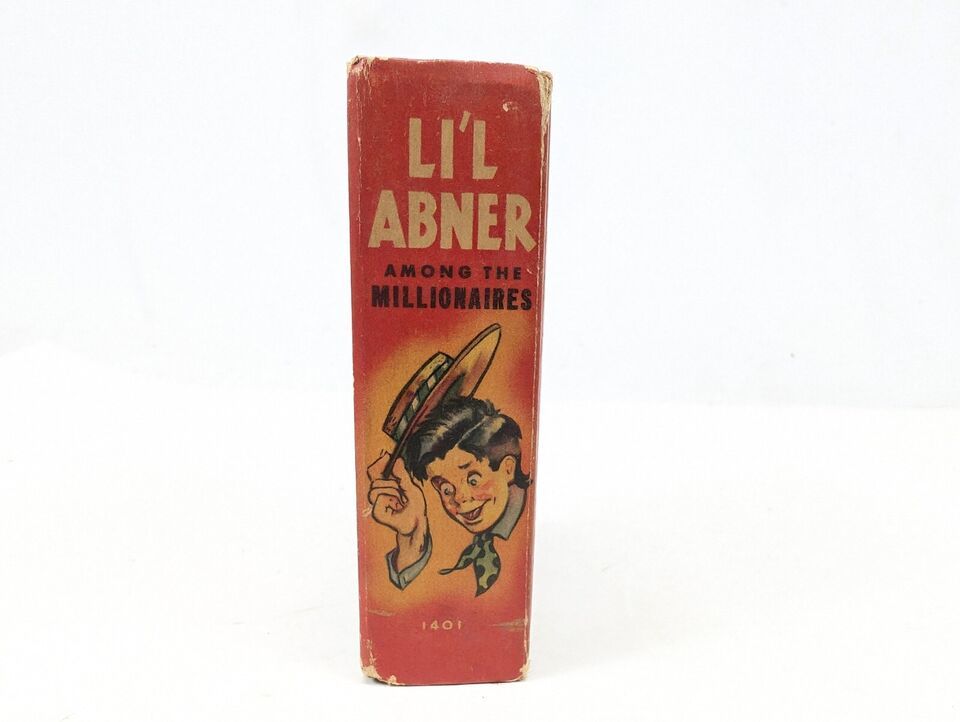 LI'L
ABNER
AMONG THE
MILLIONAIRES
1401